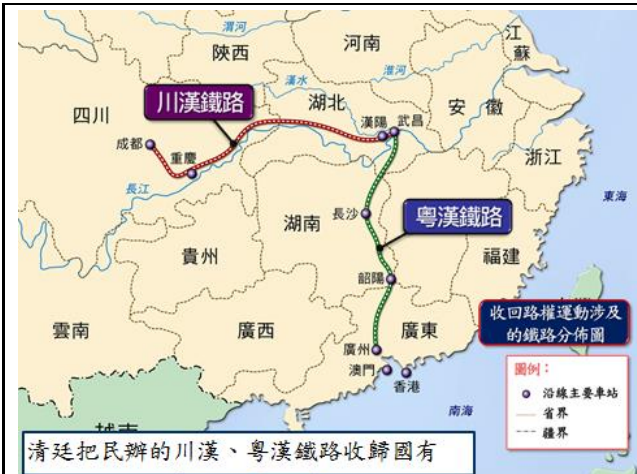 渭河
陝西
河南
江蘇
淮河
漢水
川漢鐵路
湖北
安徽
四川
漢陽
武昌
成都
重慶
浙江
長江
東海
長沙
粵漢鐵路
湖南
貴州
福建
韶陽
收回路權運動涉及
的鐵路分佈圖
雲南
廣西
廣東
廣州
澳門
香港
圖例：
沿線主要車站
省界
疆界
南海
越南
清廷把民辦的川漢、粵漢鐵路收歸國有